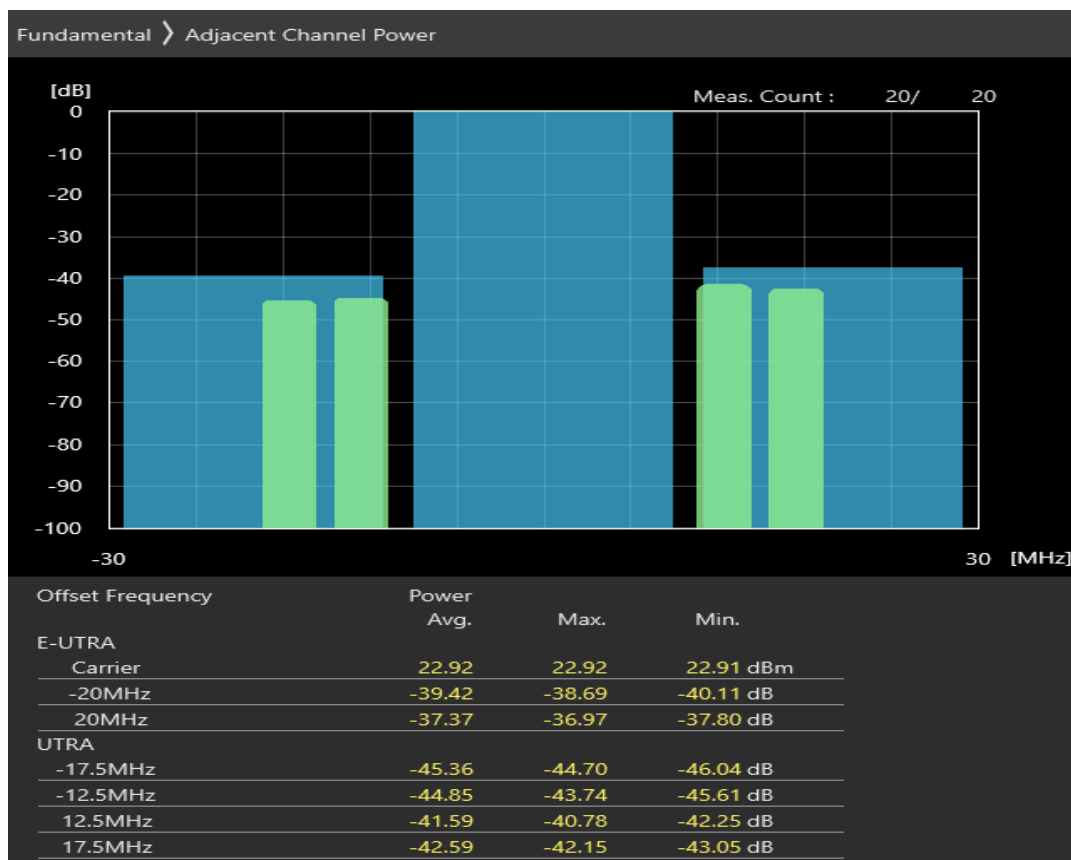 Fundamental 〉 Adjacent Channel Power
[dB]
Meas. Count : 20/ 20
0
-10
-20
-30
-40
-50
-60
-70
-80
-90
-100
-30 30 [MHz]
Offset Frequency Power
Avg. Max. Min.
E-UTRA
Carrier 22.92 22.92 22.91 dBm
-20MHz -39.42 -38.69 -40.11 dB
20MHz -37.37 -36.97 -37.80 dB
UTRA
-17.5MHz -45.36 -44.70 -46.04 dB
-12.5MHz -44.85 -43.74 -45.61 dB
12.5MHz -41.59 -40.78 -42.25 dB
17.5MHz -42.59 -42.15 -43.05 dB